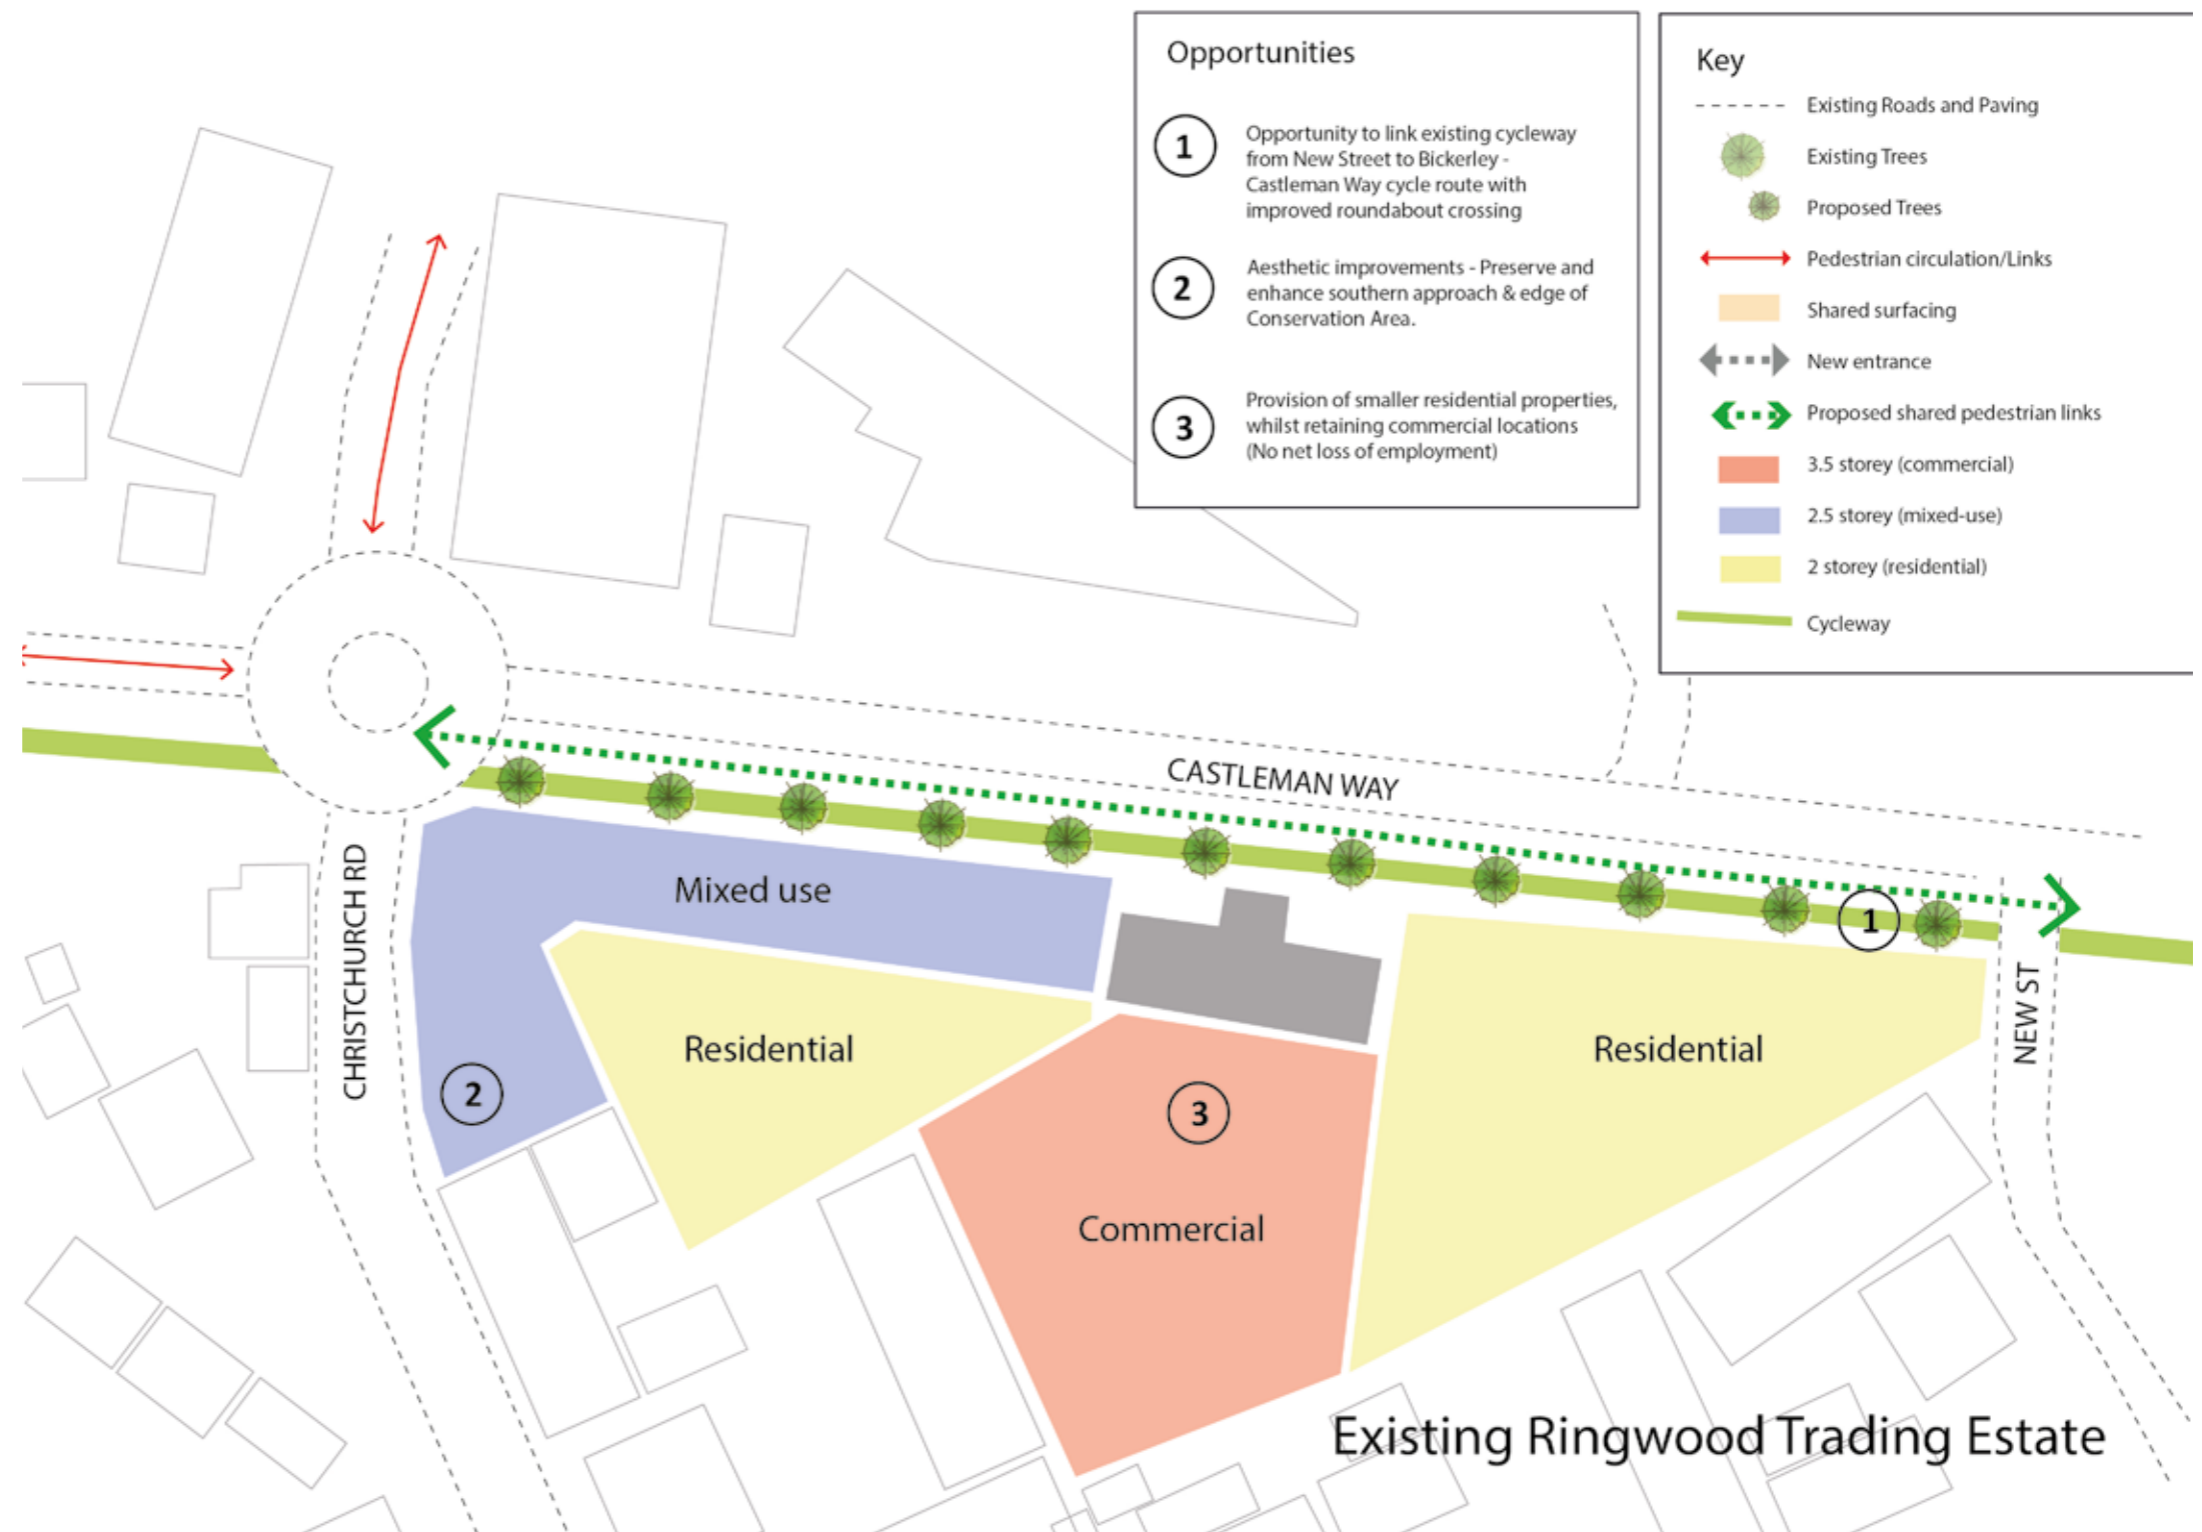 Opportunities
1
Opportunity to link existing cycleway
from New Street to Bickerley -
Castleman Way cycle route with
improved roundabout crossing
2
Aesthetic improvements - Preserve and
enhance southern approach & edge of
Conservation Area.
3
Provision of smaller residential properties,
whilst retaining commercial locations
(No net loss of employment)
Key
Existing Roads and Paving
Existing Trees
Proposed Trees
Pedestrian circulation/Links
Shared surfacing
New entrance
Proposed shared pedestrian links
3.5 storey (commercial)
2.5 storey (mixed-use)
2 storey (residential)
Cycleway
CASTLEMAN WAY
CHRISTCHURCH RD
Mixed use
1
NEW ST
Residential
Residential
2
3
Commercial
Existing Ringwood Trading Estate